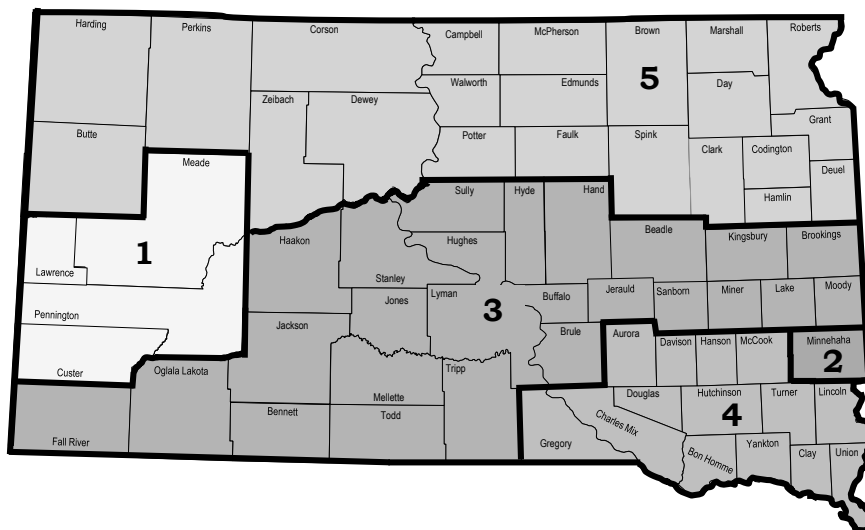 Harding
Perkins
Corson
Campbell
McPherson
Brown
Marshall
Roberts
Walworth
Edmunds
5
Day
Zeibach
Dewey
Butte
Potter
Faulk
Spink
Grant
Clark
Codington
Meade
Deuel
Sully
Hyde
Hand
Hamlin
Beadle
Kingsbury
Brookings
Haakon
Hughes
1
Lawrence
Stanley
Lyman
Buffalo
Jerauld
Sanborn
Miner
Lake
Moody
Jones
3
Pennington
Jackson
Brule
Aurora
Davison
Hanson
McCook
Minnehaha
2
Custer
Oglala Lakota
Tripp
Mellette
Douglas
Hutchinson
Turner
Lincoln
Bennett
Todd
4
Charles Mix
Fall River
Gregory
Bon Homme
Yankton
Clay
Union